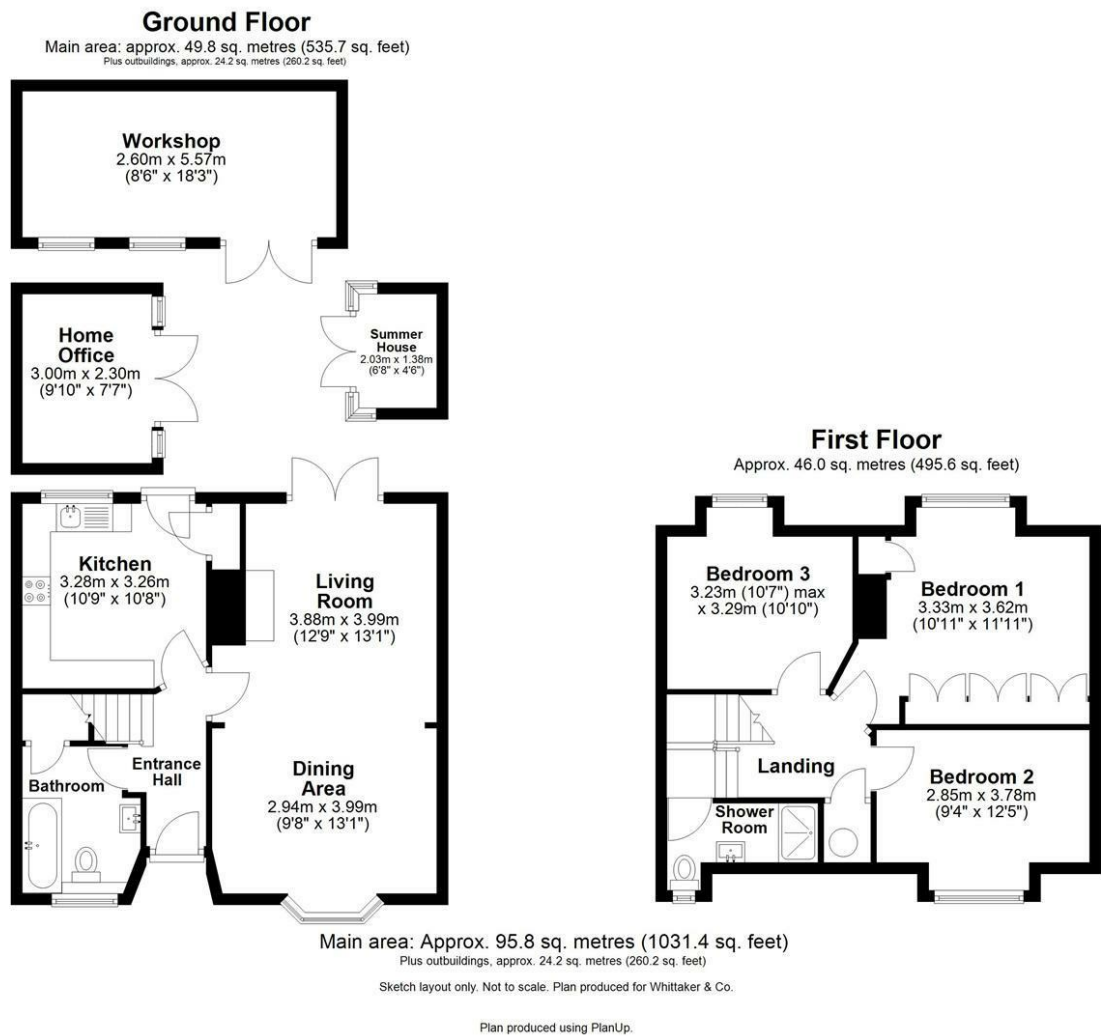 Ground Floor
Main area: approx. 49.8 sq. metres (535.7 sq. feet)
Plus outbuildings, approx. 24.2 sq. metres (260.2 sq. feet)
Workshop
2.60m x 5.57m
(8'6" x 18'3")
Home
Office
3.00m x 2.30m
(9'10" x 7'7")
Summer
House
2.03m x 1.38m
(6'8" x 4'6")
Kitchen
3.28m x 3.26m
(10'9" x 10'8")
Living
Room
3.88m x 3.99m
(12'9" x 13'1")
Entrance
Hall
Bathroom
Dining
Area
2.94m x 3.99m
(9'8" x 13'1")
First Floor
Approx. 46.0 sq. metres (495.6 sq. feet)
Bedroom 3
3.23m (10'7") max
x 3.29m (10'10")
Bedroom 1
3.33m x 3.62m
(10'11" x 11'11")
Landing
Bedroom 2
2.85m x 3.78m
(9'4" x 12'5")
Shower
Room
Main area: Approx. 95.8 sq. metres (1031.4 sq. feet)
Plus outbuildings, approx. 24.2 sq. metres (260.2 sq. feet)
Sketch layout only. Not to scale. Plan produced for Whittaker & Co.
Plan produced using PlanUp.